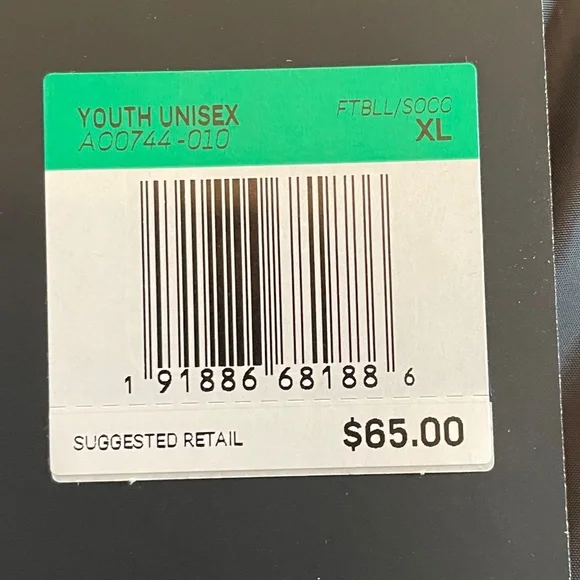 YOUTH UNISEX
AO0744-010
FTBLL/SOCC
XL
1 91886 68188 6
SUGGESTED RETAIL
$65.00